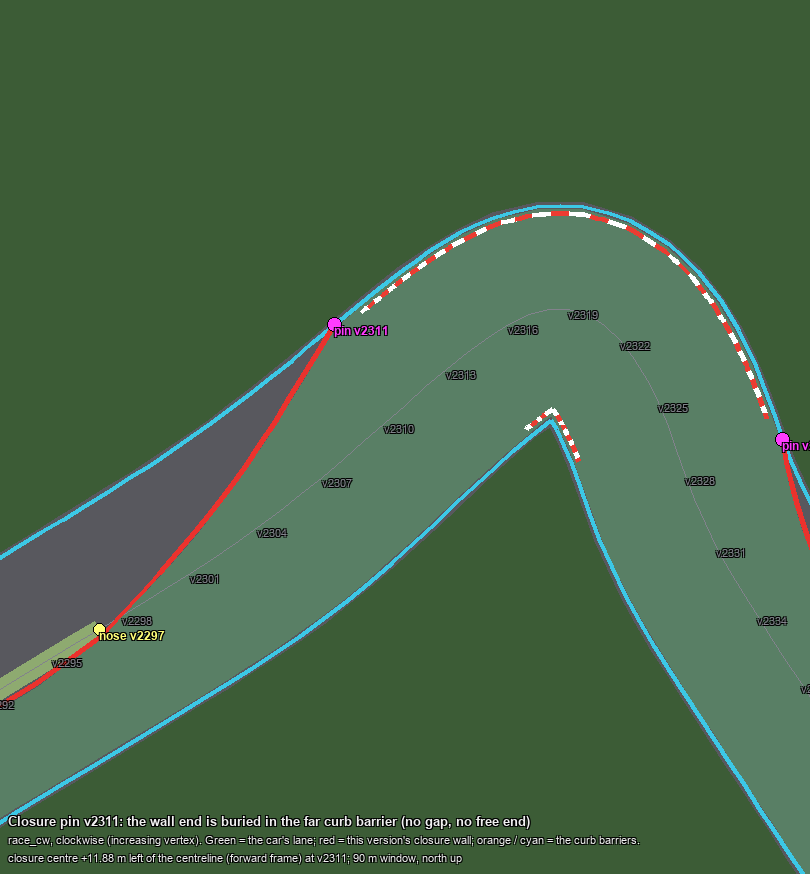 v2319
v2316
pin v2311
v2322
v2313
v2325
v2310
pin v
v2307
v2328
v2304
v2331
v2301
v2298
v2334
nose v2297
v2295
v2
292
Closure pin v2311: the wall end is buried in the far curb barrier (no gap, no free end)
race_cw, clockwise (increasing vertex). Green = the car's lane; red = this version's closure wall; orange / cyan = the curb barriers.
closure centre +11.88 m left of the centreline (forward frame) at v2311; 90 m window, north up